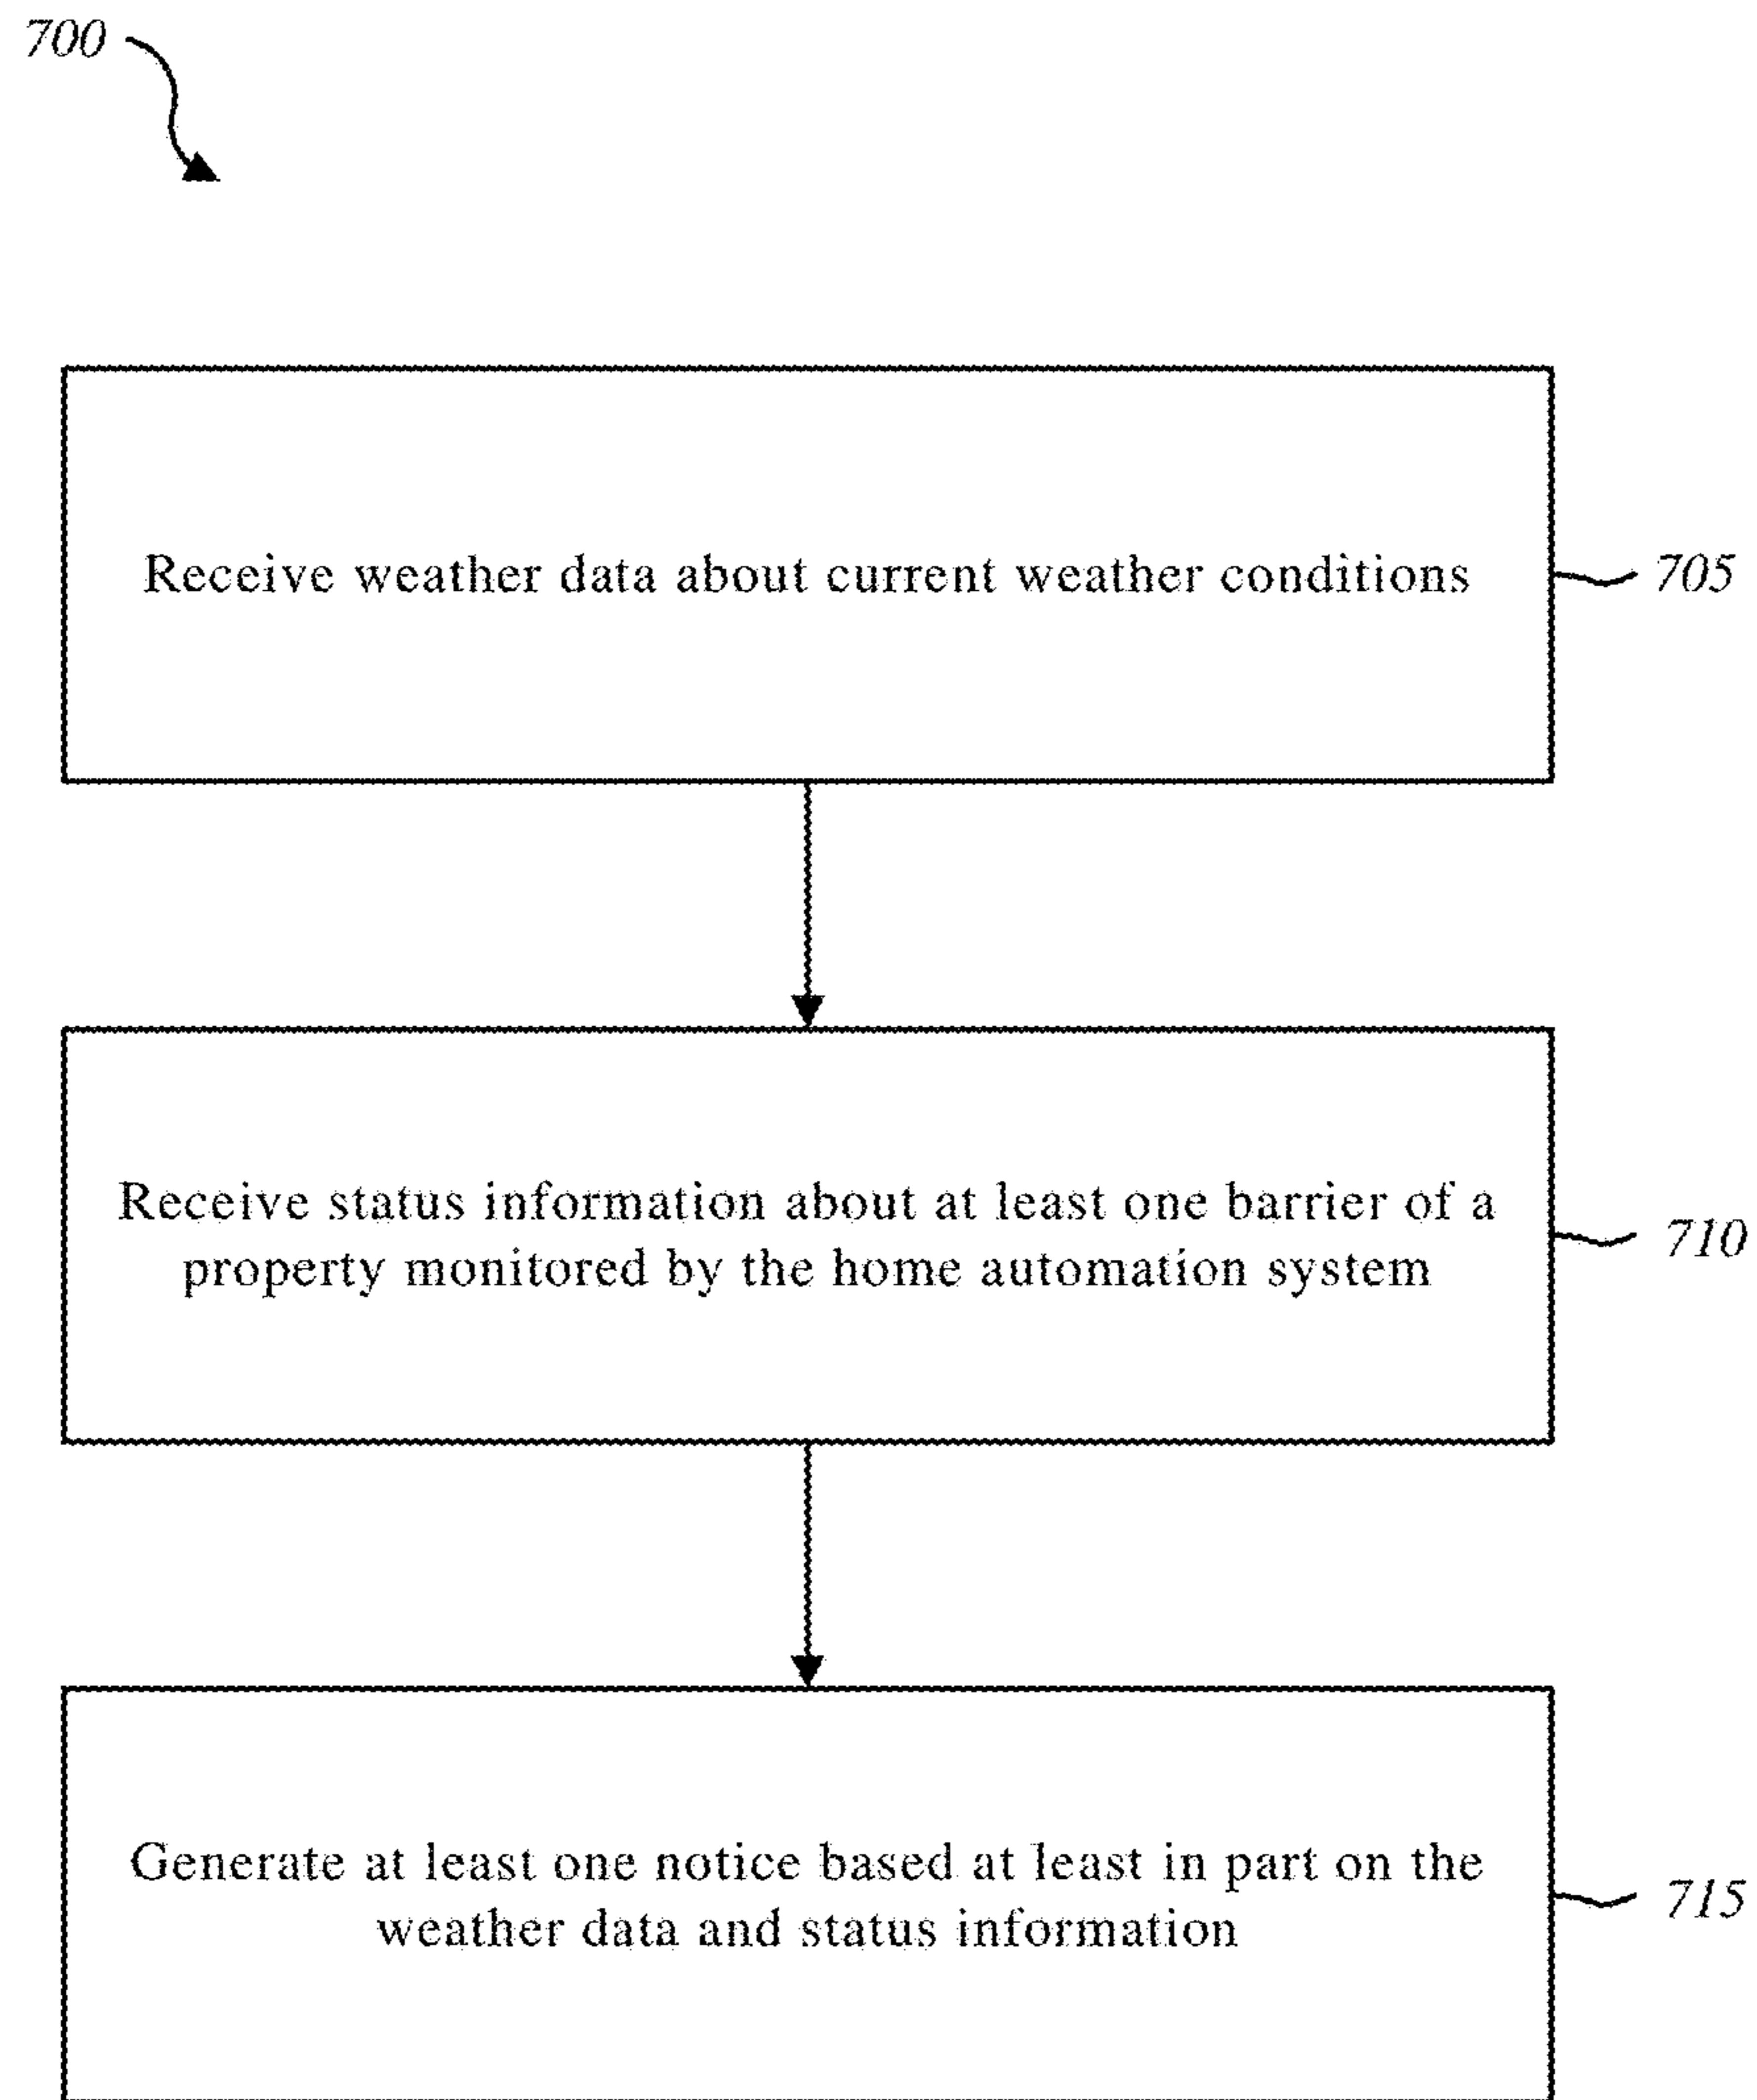 700
Receive weather data about current weather conditions
705
Receive status information about at least one barrier of a
property monitored by the home automation system
710
Generate at least one notice based at least in part on the
weather data and status information
715